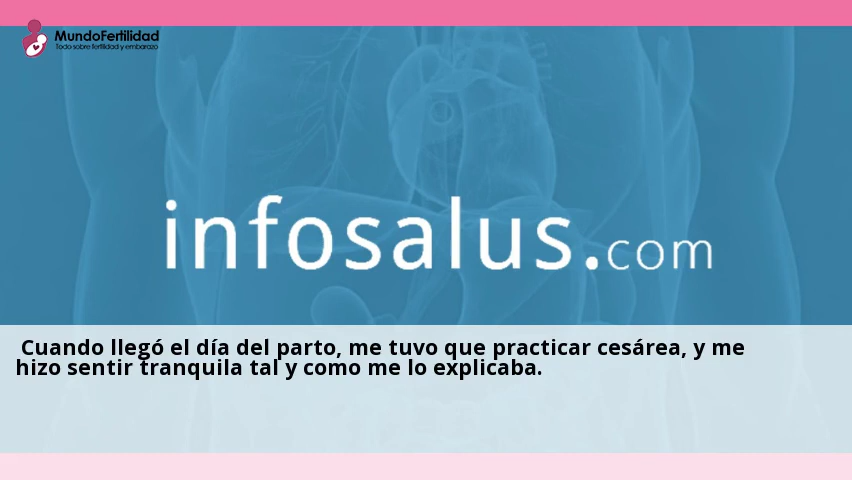 MundoFertilidad
Todo sobre fertilidad y embarazo
infosalus.com
Cuando llegó el día del parto, me tuvo que practicar cesárea, y me
hizo sentir tranquila tal y como me lo explicaba.